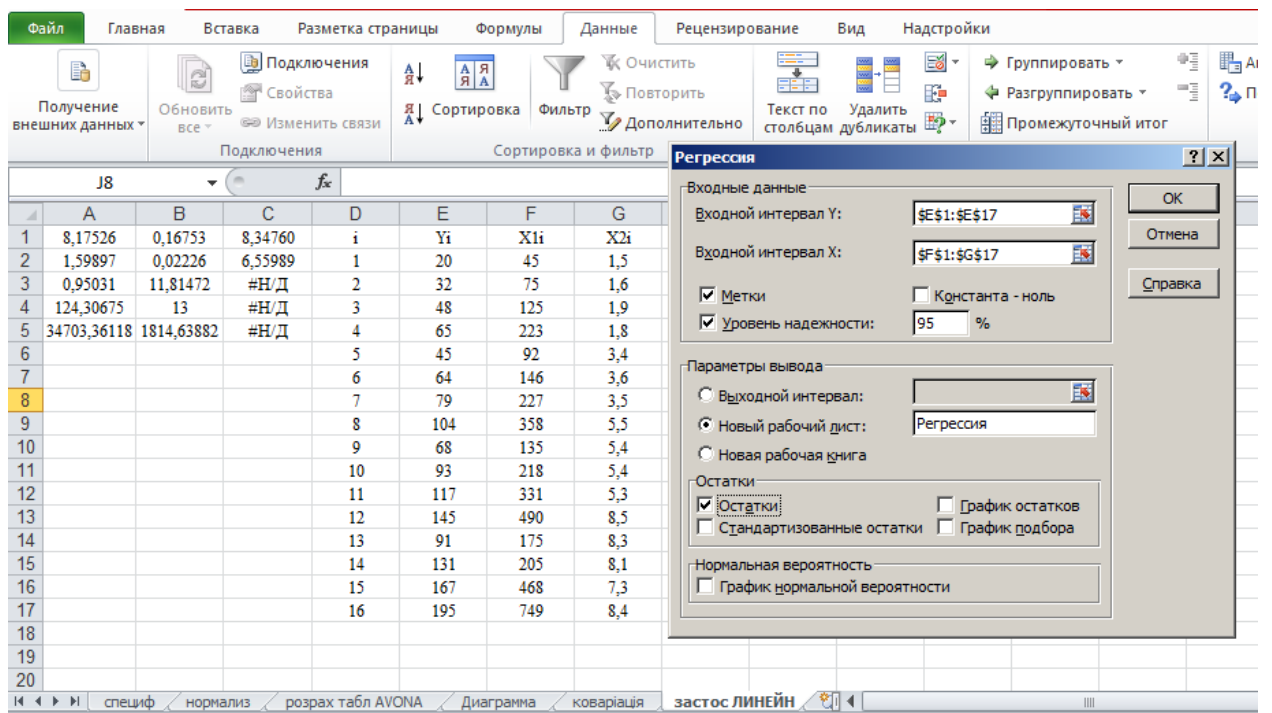 Файл Главная Вставка Разметка страницы Формулы Данные Рецензирование Вид Надстройки
Получение внешних данных
Обновить все
Подключения
Свойства
Изменить связи
Подключения
Сортировка
Фильтр
Очистить
Повторить
Дополнительно
Сортировка и фильтр
Текст по столбцам
Удалить дубликаты
Группировать
Разгруппировать
Промежуточный итог
J8 fx
A B C D E F G
1 8,17526 0,16753 8,34760 i Yi X1i X2i
2 1,59897 0,02226 6,55989 1 20 45 1,5
3 0,95031 11,81472 #Н/Д 2 32 75 1,6
4 124,30675 13 #Н/Д 3 48 125 1,9
5 34703,36118 1814,63882 #Н/Д 4 65 223 1,8
6 5 45 92 3,4
7 6 64 146 3,6
8 7 79 227 3,5
9 8 104 358 5,5
10 9 68 135 5,4
11 10 93 218 5,4
12 11 117 331 5,3
13 12 145 490 8,5
14 13 91 175 8,3
15 14 131 205 8,1
16 15 167 468 7,3
17 16 195 749 8,4
18
19
20
Регрессия
Входные данные
Входной интервал Y: $E$1:$E$17
Входной интервал X: $F$1:$G$17
Метки Константа - ноль
Уровень надежности: 95 %
OK
Отмена
Справка
Параметры вывода
Выходной интервал:
Новый рабочий лист: Регрессия
Новая рабочая книга
Остатки
Остатки График остатков
Стандартизованные остатки График подбора
Нормальная вероятность
График нормальной вероятности
специф нормализ розрах табл AVONA Диаграмма коваріація застос ЛИНЕЙН